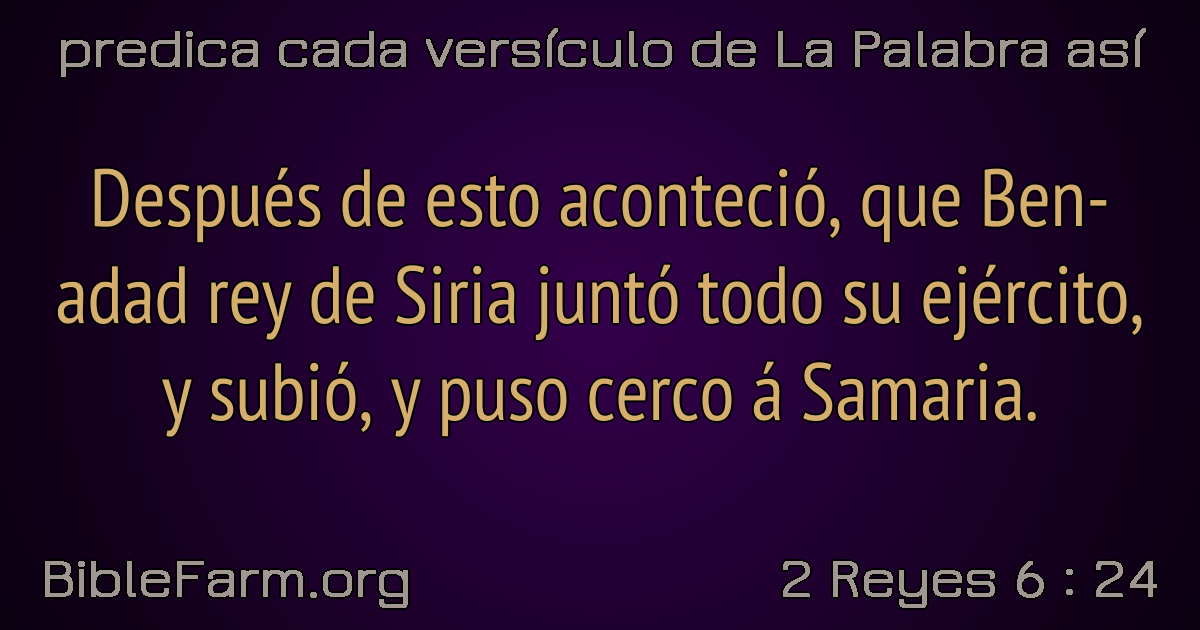 predica cada versículo de La Palabra así
Después de esto aconteció, que Ben-
adad rey de Siria juntó todo su ejército,
y subió, y puso cerco á Samaria.
BibleFarm.org
2 Reyes 6 : 24